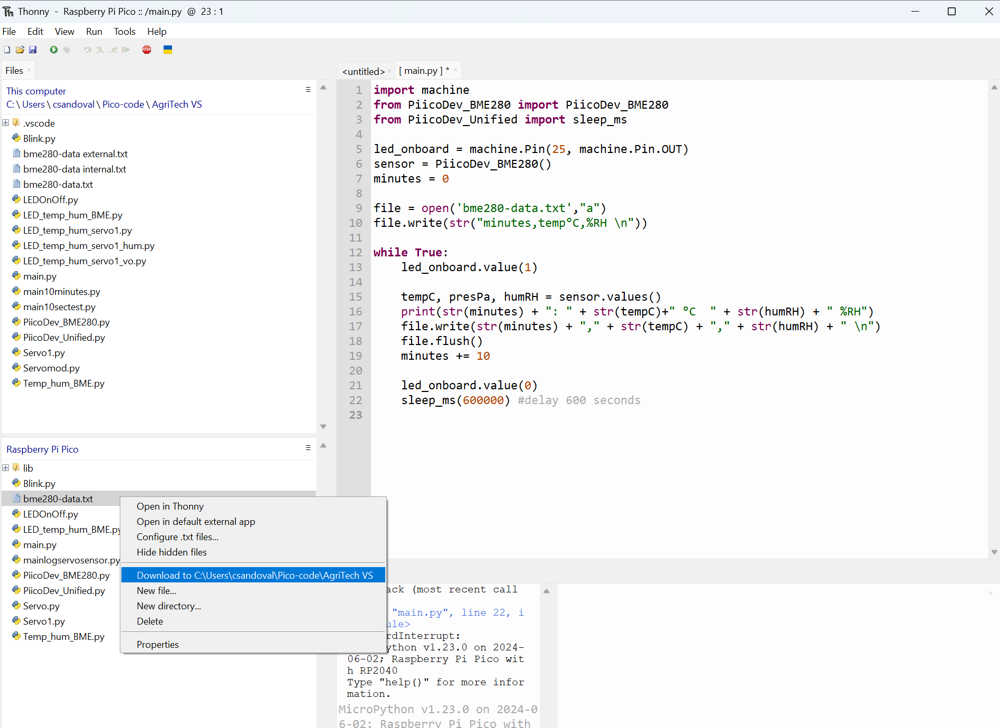 Thonny - Raspberry Pi Pico :: /main.py @ 23 : 1
File Edit View Run Tools Help
STOP
Files
This computer
C: \ Users \ csandoval \ Pico-code \ AgriTech VS
.vscode
Blink.py
bme280-data external.txt
bme280-data internal.txt
bme280-data.txt
LEDOnOff.py
LED_temp_hum_BME.py
LED_temp_hum_servo1.py
LED_temp_hum_servo1_hum.py
LED_temp_hum_servo1_vo.py
main.py
main10minutes.py
main10sectest.py
PiicoDev_BME280.py
PiicoDev_Unified.py
Servo1.py
Servomod.py
Temp_hum_BME.py
Raspberry Pi Pico
lib
Blink.py
bme280-data.txt
LEDOnOff.py
LED_temp_hum_BME.py
main.py
mainlogservosensor.py
PiicoDev_BME280.py
PiicoDev_Unified.py
Servo.py
Servo1.py
Temp_hum_BME.py
Open in Thonny
Open in default external app
Configure .txt files...
Hide hidden files
Download to C:\Users\csandoval\Pico-code\AgriTech VS
New file...
New directory...
Delete
Properties
<untitled> [ main.py ] *
1 import machine
2 from PiicoDev_BME280 import PiicoDev_BME280
3 from PiicoDev_Unified import sleep_ms
4
5 led_onboard = machine.Pin(25, machine.Pin.OUT)
6 sensor = PiicoDev_BME280()
7 minutes = 0
8
9 file = open('bme280-data.txt',"a")
10 file.write(str("minutes,temp°C,%RH \n"))
11
12 while True:
13     led_onboard.value(1)
14
15     tempC, presPa, humRH = sensor.values()
16     print(str(minutes) + ": " + str(tempC)+" °C  " + str(humRH) + " %RH")
17     file.write(str(minutes) + "," + str(tempC) + "," + str(humRH) + " \n")
18     file.flush()
19     minutes += 10
20
21     led_onboard.value(0)
22     sleep_ms(600000) #delay 600 seconds
23
ack (most recent call
"main.py", line 22, i
ule>
rdInterrupt:
ython v1.23.0 on 2024-
06-02; Raspberry Pi Pico wit
h RP2040
Type "help()" for more infor
mation.
MicroPython v1.23.0 on 2024-0
6-02; Raspberry Pi Pico with